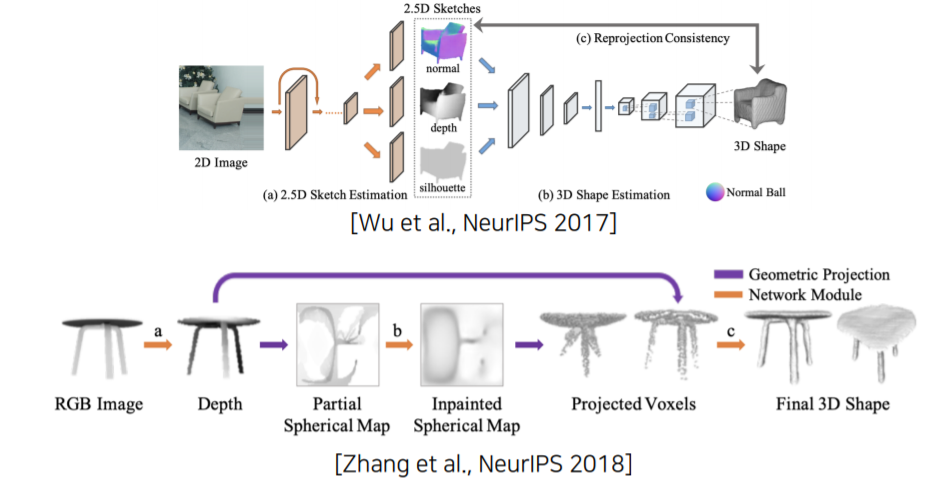 2.5D Sketches
(c) Reprojection Consistency
normal
depth
silhouette
2D Image
3D Shape
(a) 2.5D Sketch Estimation
(b) 3D Shape Estimation
Normal Ball
[Wu et al., NeurIPS 2017]
Geometric Projection
Network Module
a
b
c
RGB Image
Depth
Partial
Spherical Map
Inpainted
Spherical Map
Projected Voxels
Final 3D Shape
[Zhang et al., NeurIPS 2018]